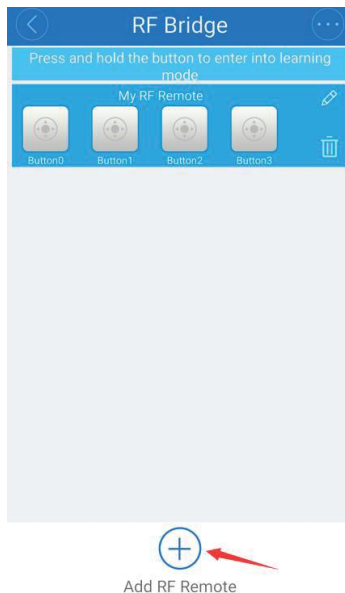 RF Bridge
Press and hold the button to enter into learning
mode
My RF Remote
Button0 Button1 Button2 Button3
Add RF Remote